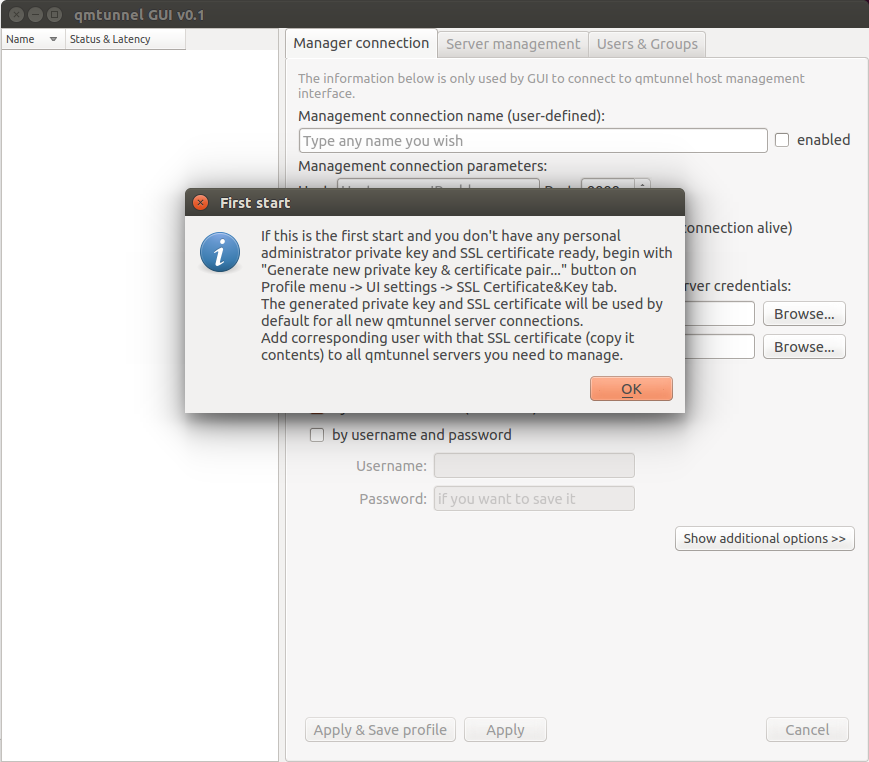 qmtunnel GUI v0.1
Name
Status & Latency
Manager connection
Server management
Users & Groups
The information below is only used by GUI to connect to qmtunnel host management
interface.
Management connection name (user-defined):
Type any name you wish
enabled
Management connection parameters:
First start
If this is the first start and you don't have any personal
administrator private key and SSL certificate ready, begin with
"Generate new private key & certificate pair..." button on
Profile menu -> UI settings -> SSL Certificate&Key tab.
The generated private key and SSL certificate will be used by
default for all new qmtunnel server connections.
Add corresponding user with that SSL certificate (copy it
contents) to all qmtunnel servers you need to manage.
OK
connection alive)
credentials:
Browse...
Browse...
by username and password
Username:
Password:
if you want to save it
Show additional options >>
Apply & Save profile
Apply
Cancel